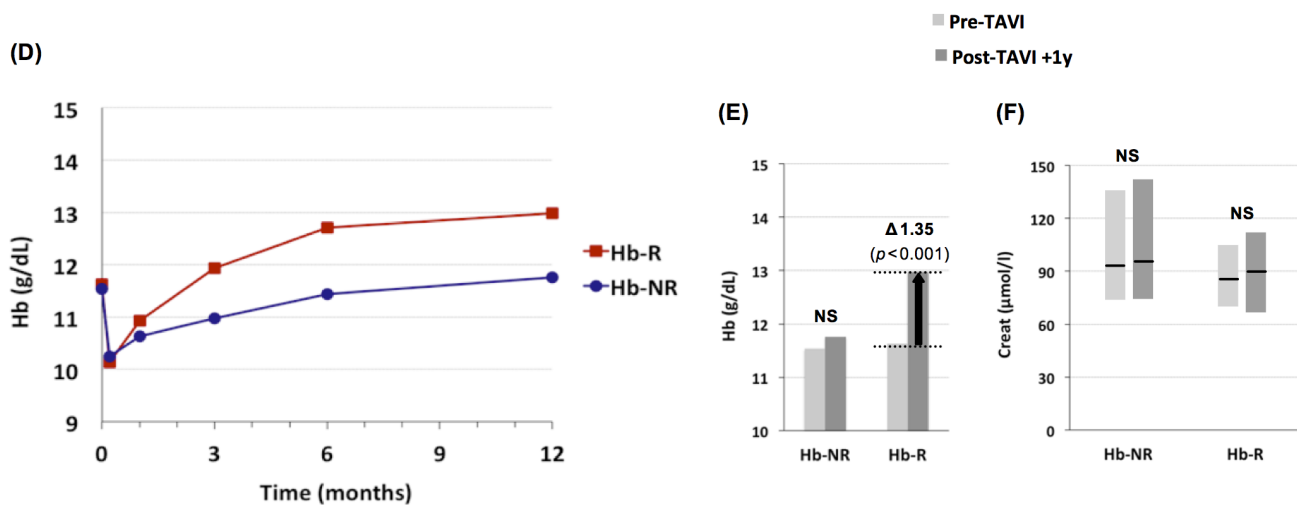 Pre-TAVI
Post-TAVI +1y
(D)
15
14
13
12
11
10
9
Hb (g/dL)
0 3 6 9 12
Time (months)
Hb-R
Hb-NR
(E)
15
14
13
12
11
10
Hb (g/dL)
NS
Δ 1.35
(p<0.001)
Hb-NR Hb-R
(F)
150
120
90
60
30
0
Creat (μmol/l)
NS
NS
Hb-NR Hb-R